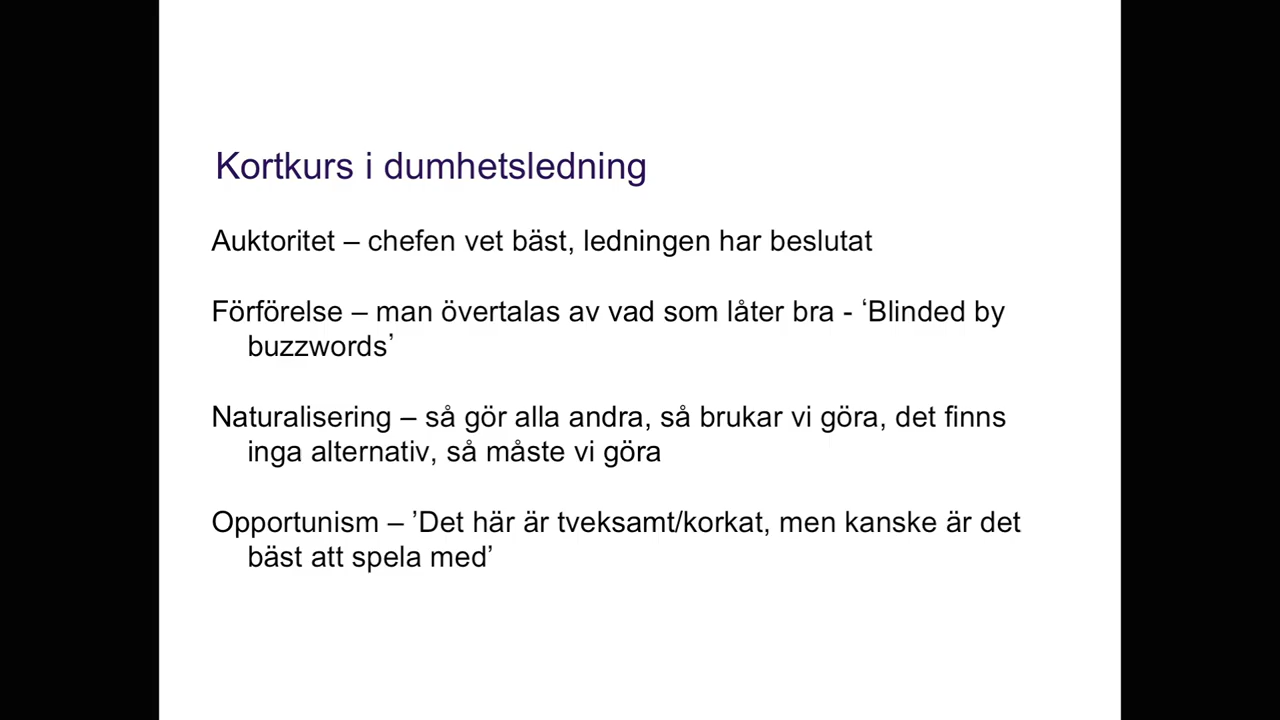 Kortkurs i dumhetsledning
Auktoritet – chefen vet bäst, ledningen har beslutat
Förförelse – man övertalas av vad som låter bra - ‘Blinded by
buzzwords’
Naturalisering – så gör alla andra, så brukar vi göra, det finns
inga alternativ, så måste vi göra
Opportunism – ’Det här är tveksamt/korkat, men kanske är det
bäst att spela med’